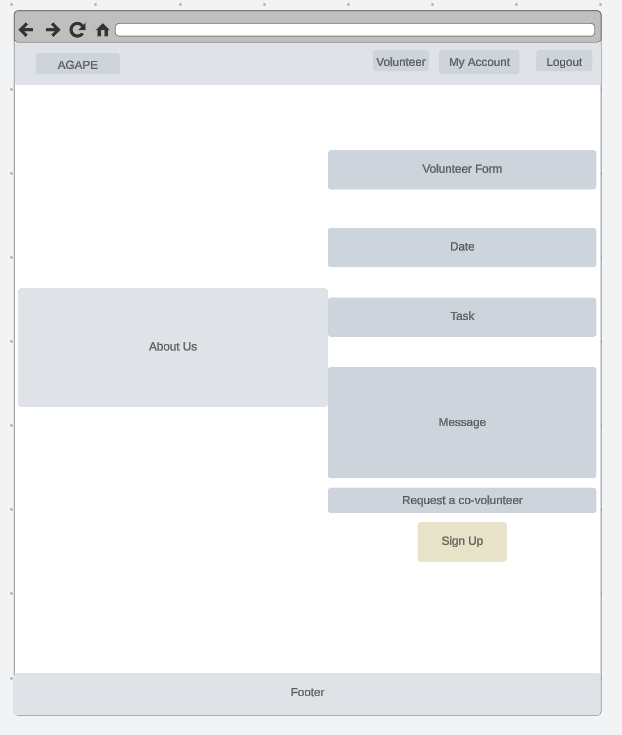 AGAPE
Volunteer
My Account
Logout
Volunteer Form
Date
Task
About Us
Message
Request a co-volunteer
Sign Up
Footer